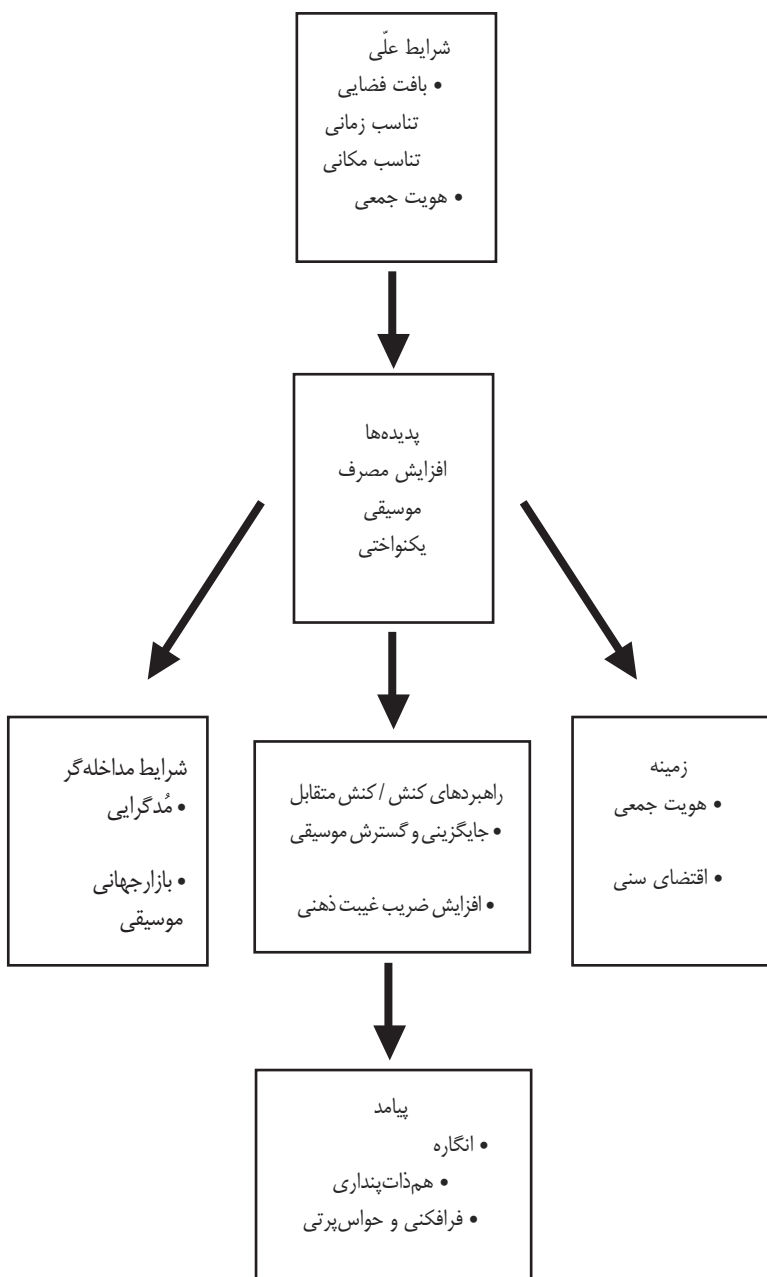 شرایط علّی
• بافت فضایی
تناسب زمانی
تناسب مکانی
• هویت جمعی
پدیده‌ها
افزایش مصرف
موسیقی
یکنواختی
زمینه
• هویت جمعی
• اقتضای سنی
راهبردهای کنش / کنش متقابل
• جایگزینی و گسترش موسیقی
• افزایش ضریب غیبت ذهنی
شرایط مداخله‌گر
• مُدگرایی
• بازارجهانی
موسیقی
پیامد
• انگاره
• هم‌ذات‌پنداری
• فرافکنی و حواس‌پرتی